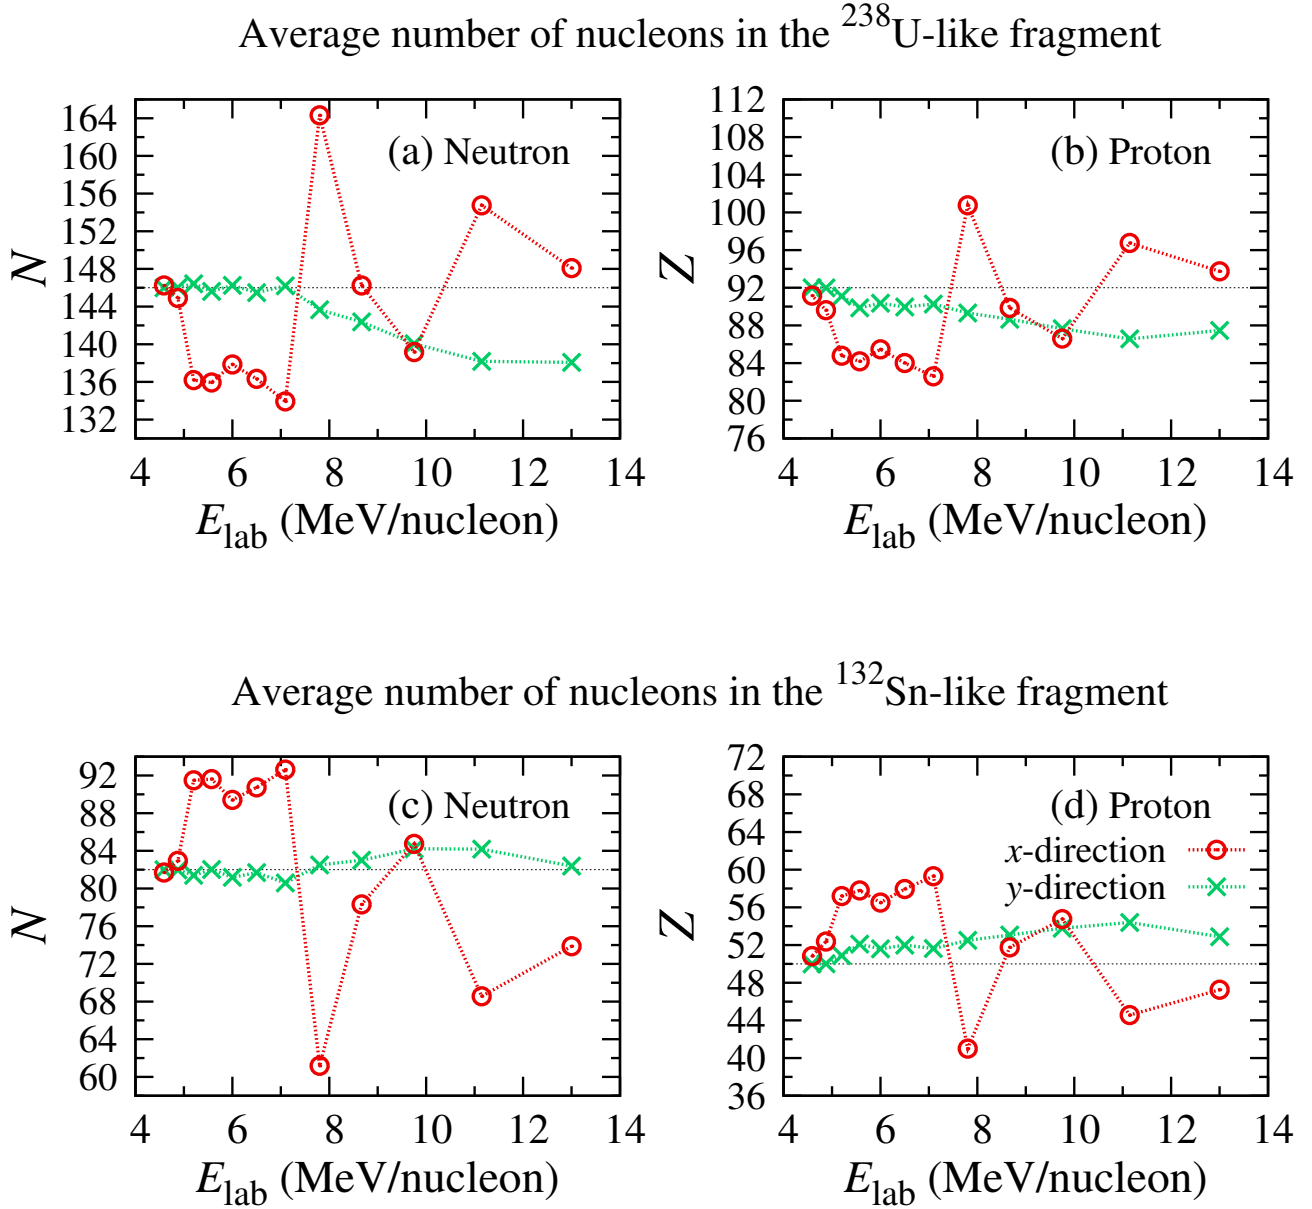 Average number of nucleons in the ²³⁸U-like fragment
164
160
156
152
148
144
140
136
132
N
(a) Neutron
4 6 8 10 12 14
E_lab (MeV/nucleon)
112
108
104
100
96
92
88
84
80
76
Z
(b) Proton
4 6 8 10 12 14
E_lab (MeV/nucleon)
Average number of nucleons in the ¹³²Sn-like fragment
92
88
84
80
76
72
68
64
60
N
(c) Neutron
4 6 8 10 12 14
E_lab (MeV/nucleon)
72
68
64
60
56
52
48
44
40
36
Z
(d) Proton
x-direction
y-direction
4 6 8 10 12 14
E_lab (MeV/nucleon)